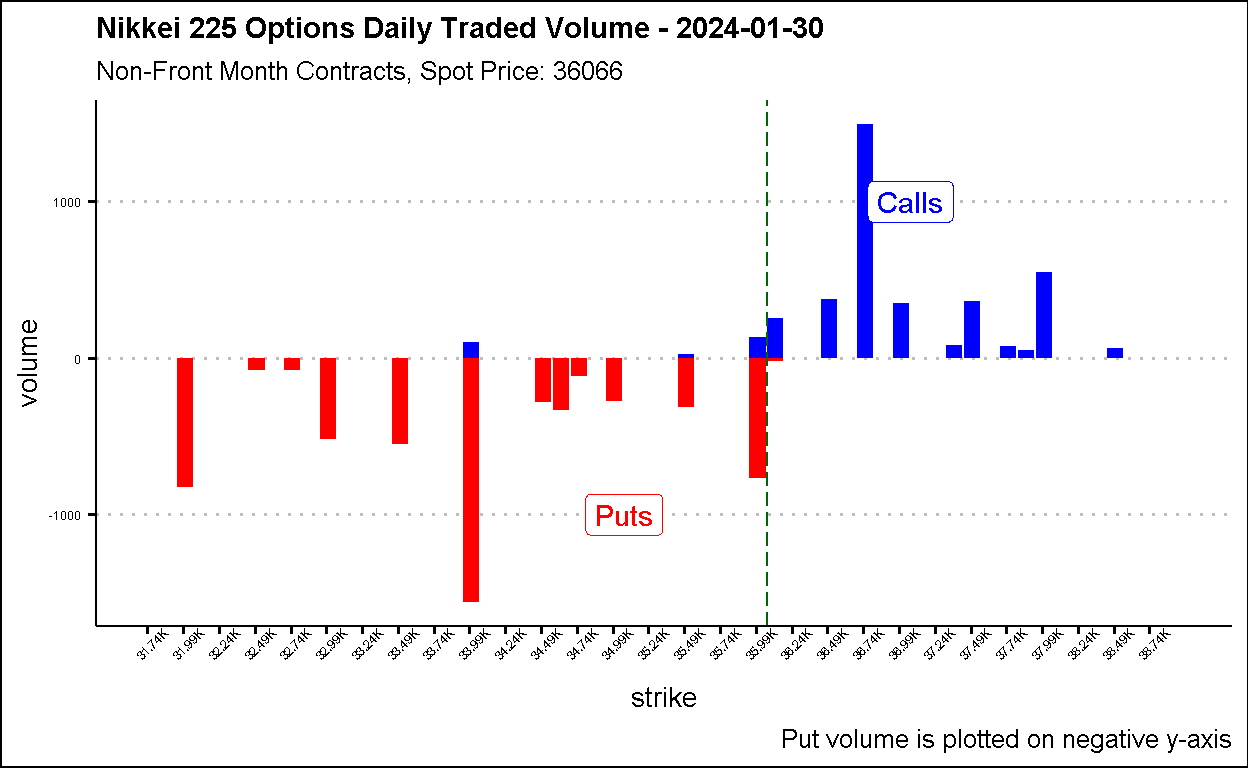 Nikkei 225 Options Daily Traded Volume - 2024-01-30
Non-Front Month Contracts, Spot Price: 36066
volume
1000
0
-1000
Calls
Puts
31.74K
31.99K
32.24K
32.49K
32.74K
32.99K
33.24K
33.49K
33.74K
33.99K
34.24K
34.49K
34.74K
34.99K
35.24K
35.49K
35.74K
35.99K
36.24K
36.49K
36.74K
36.99K
37.24K
37.49K
37.74K
37.99K
38.24K
38.49K
38.74K
strike
Put volume is plotted on negative y-axis